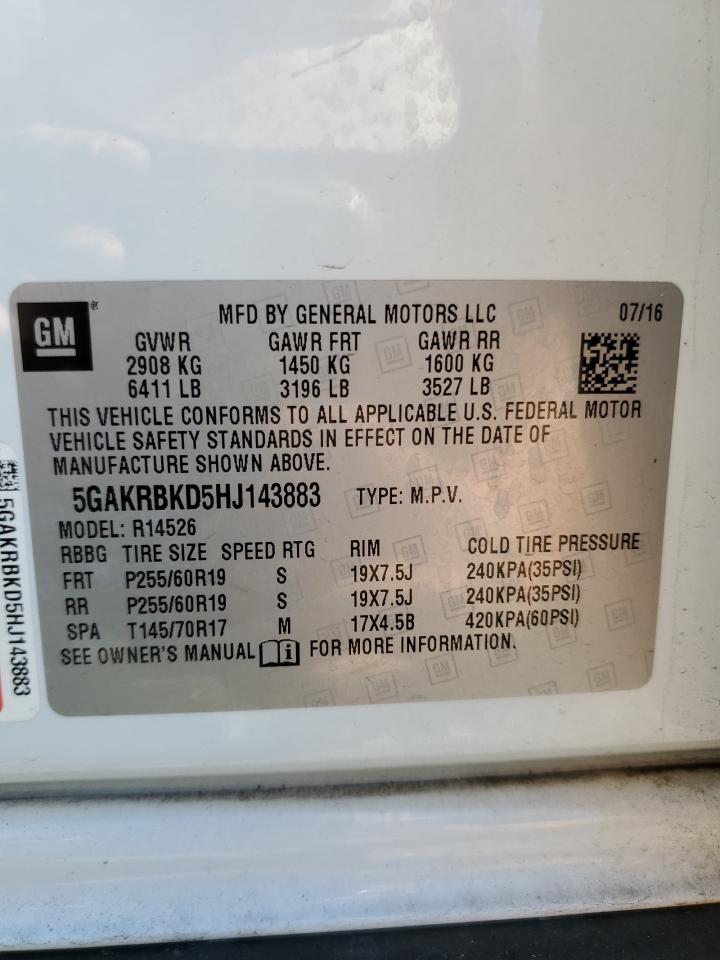 GM ®
MFD BY GENERAL MOTORS LLC 07/16
GVWR GAWR FRT GAWR RR
2908 KG 1450 KG 1600 KG
6411 LB 3196 LB 3527 LB
THIS VEHICLE CONFORMS TO ALL APPLICABLE U.S. FEDERAL MOTOR
VEHICLE SAFETY STANDARDS IN EFFECT ON THE DATE OF
MANUFACTURE SHOWN ABOVE.
5GAKRBKD5HJ143883 TYPE: M.P.V.
MODEL: R14526
RBBG TIRE SIZE SPEED RTG RIM COLD TIRE PRESSURE
FRT P255/60R19 S 19X7.5J 240KPA(35PSI)
RR P255/60R19 S 19X7.5J 240KPA(35PSI)
SPA T145/70R17 M 17X4.5B 420KPA(60PSI)
SEE OWNER'S MANUAL i FOR MORE INFORMATION.
5GAKRBKD5HJ143883